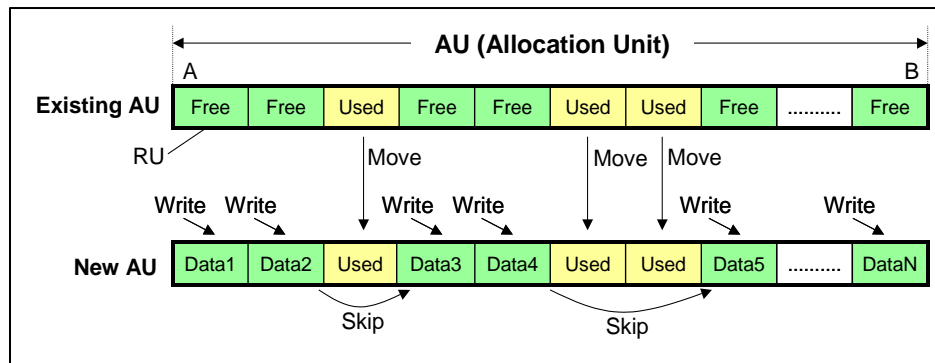 AU (Allocation Unit)
A B
Existing AU Free Free Used Free Free Used Used Free .......... Free
RU Move Move Move
Write Write Write Write Write Write
New AU Data1 Data2 Used Data3 Data4 Used Used Data5 .......... DataN
Skip Skip